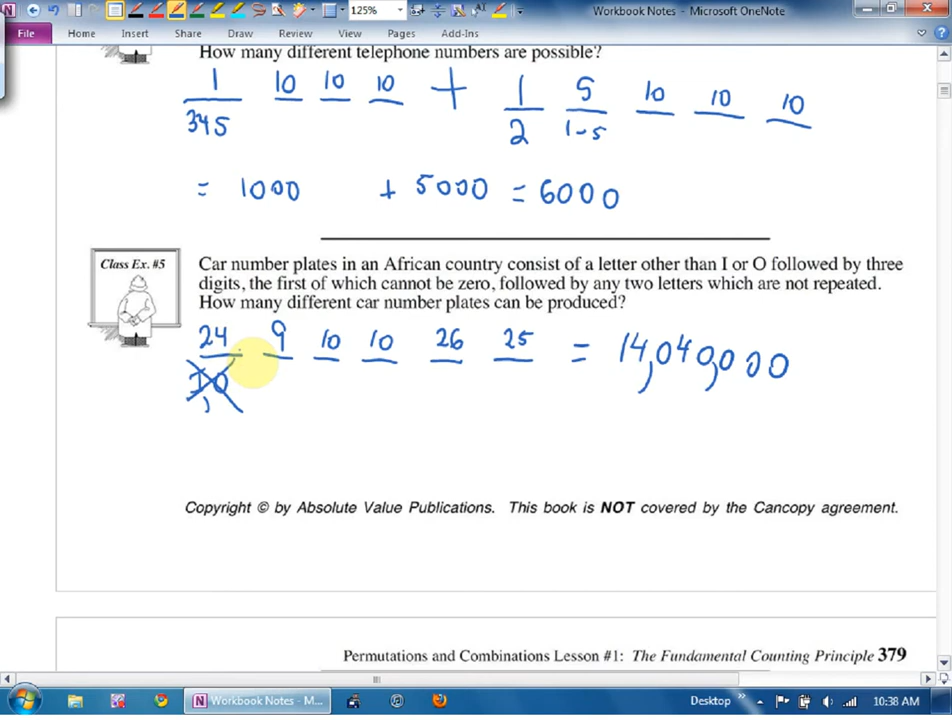 125%
Workbook Notes - Microsoft OneNote
File Home Insert Share Draw Review View Pages Add-Ins
How many different telephone numbers are possible?
1 10 10 10 + 1 5 10 10 10
345 2 1-5
= 1000 + 5000 = 6000
Class Ex. #5
Car number plates in an African country consist of a letter other than I or O followed by three
digits, the first of which cannot be zero, followed by any two letters which are not repeated.
How many different car number plates can be produced?
24 9 10 10 26 25 = 14,040,000
I, O
Copyright © by Absolute Value Publications. This book is NOT covered by the Cancopy agreement.
Permutations and Combinations Lesson #1: The Fundamental Counting Principle 379
Workbook Notes - M...
Desktop
10:38 AM